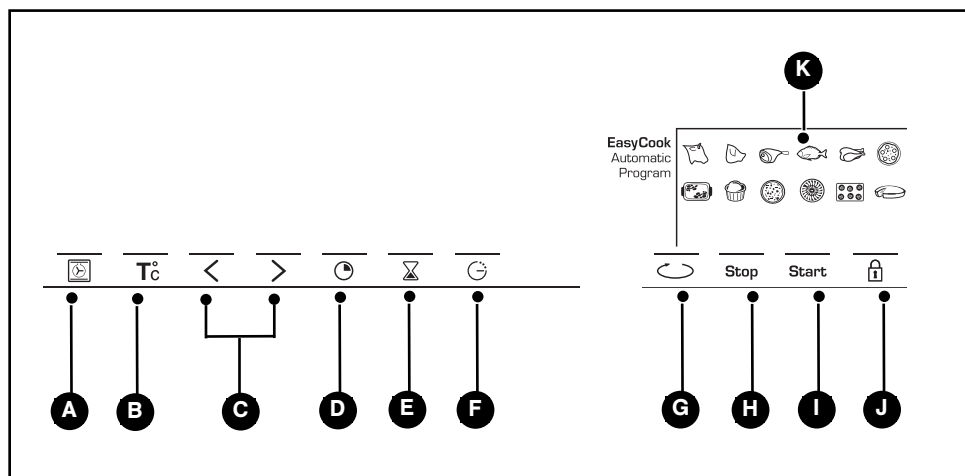 K
EasyCook
Automatic
Program
T°C < > Stop Start
A B C D E F G H I J